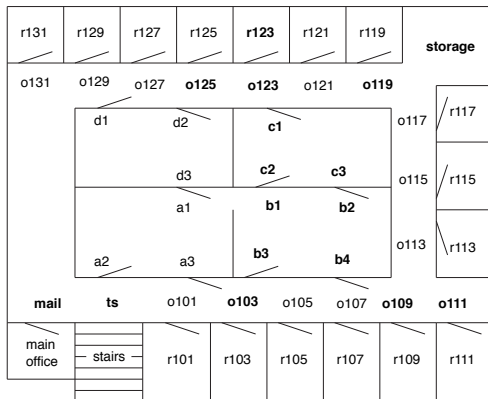 r131 r129 r127 r125 r123 r121 r119
storage
o131 o129 o127 o125 o123 o121 o119
d1 d2 c1 o117 r117
d3 c2 c3 o115 r115
a1 b1 b2
o113 r113
a2 a3 b3 b4
mail ts o101 o103 o105 o107 o109 o111
main
office
stairs r101 r103 r105 r107 r109 r111